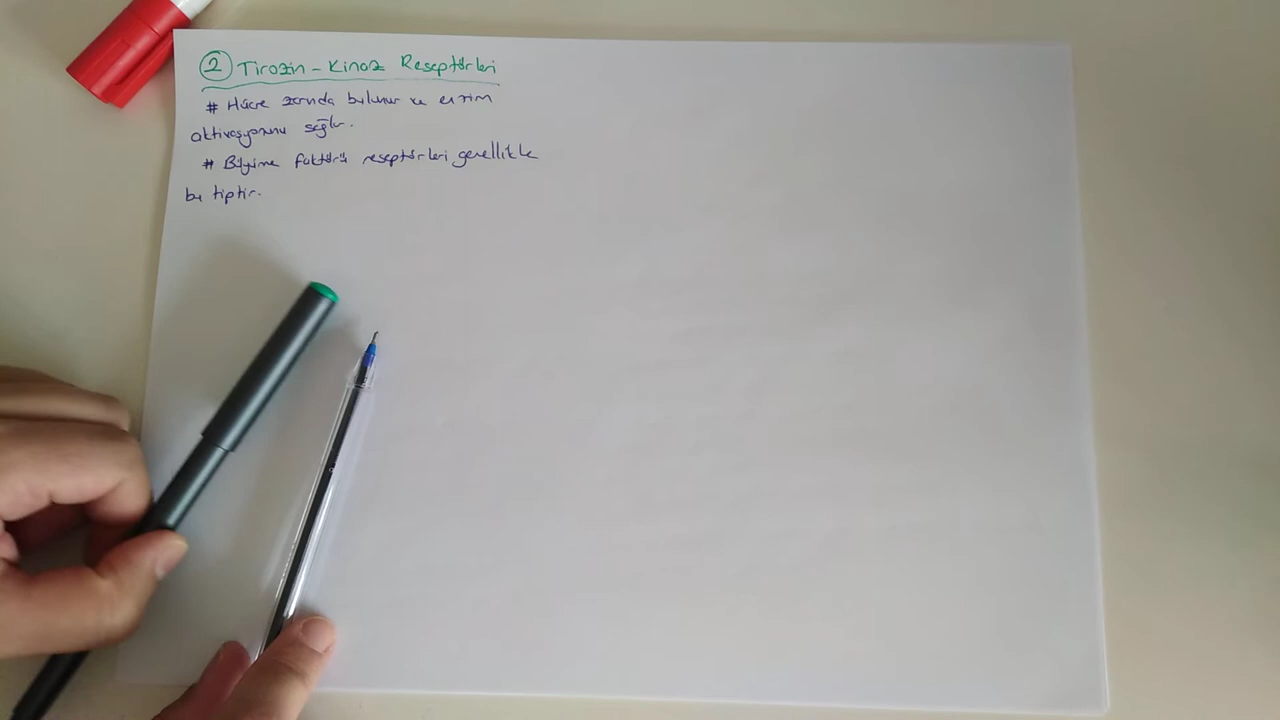 2 Tirozin - Kinaz Reseptörleri
# Hücre zarında bulunur ve enzim
aktivasyonunu sağlar.
# Büyüme faktörü reseptörleri genellikle
bu tiptir.